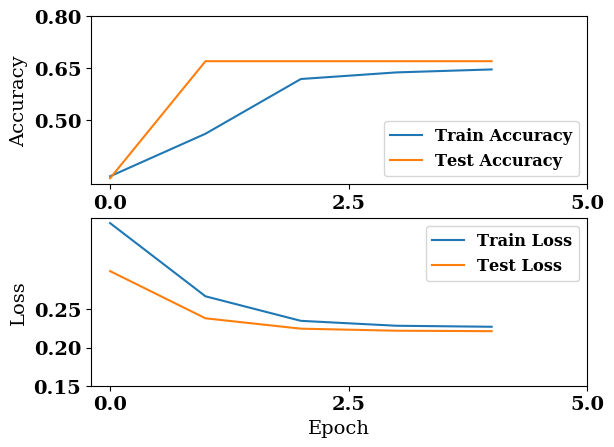 0.80
0.65
0.50
Accuracy
Train Accuracy
Test Accuracy
0.0 2.5 5.0
Train Loss
Test Loss
0.25
0.20
0.15
Loss
0.0 2.5 5.0
Epoch